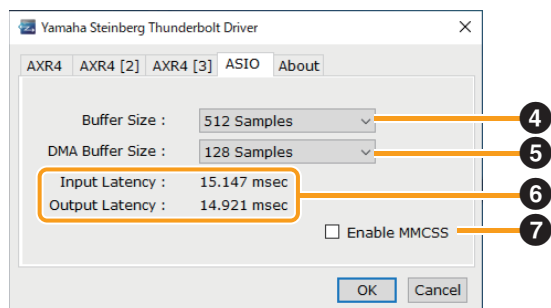 Yamaha Steinberg Thunderbolt Driver
AXR4 AXR4 [2] AXR4 [3] ASIO About
Buffer Size : 512 Samples 4
DMA Buffer Size : 128 Samples 5
Input Latency : 15.147 msec
Output Latency : 14.921 msec
6
Enable MMCSS 7
OK Cancel